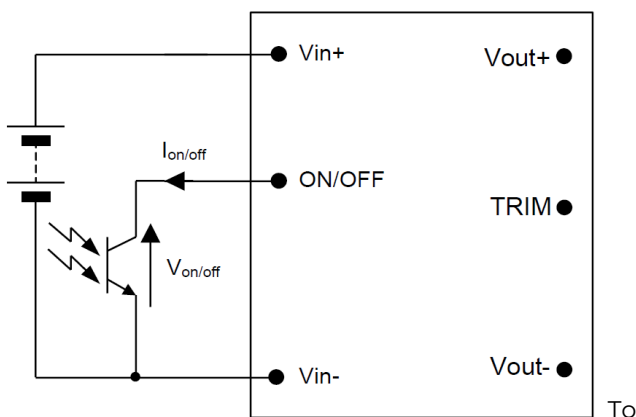 Vin+
Vout+
Ion/off
ON/OFF
TRIM
Von/off
Vin-
Vout-
To